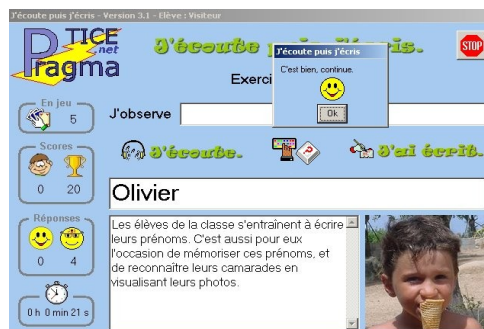 J'écoute puis j'écris - Version 3.1 - Elève : Visiteur
PragmaTICE
net
J'écoute puis j'écris.
STOP
J'écoute puis j'écris
C'est bien, continue.
Ok
Exerci
En jeu
5
J'observe
J'écoute.
J'ai écrit.
Scores
0 20
Olivier
Réponses
0 4
Les élèves de la classe s'entraînent à écrire
leurs prénoms. C'est aussi pour eux
l'occasion de mémoriser ces prénoms, et
de reconnaître leurs camarades en
visualisant leurs photos.
0 h 0 min 21 s